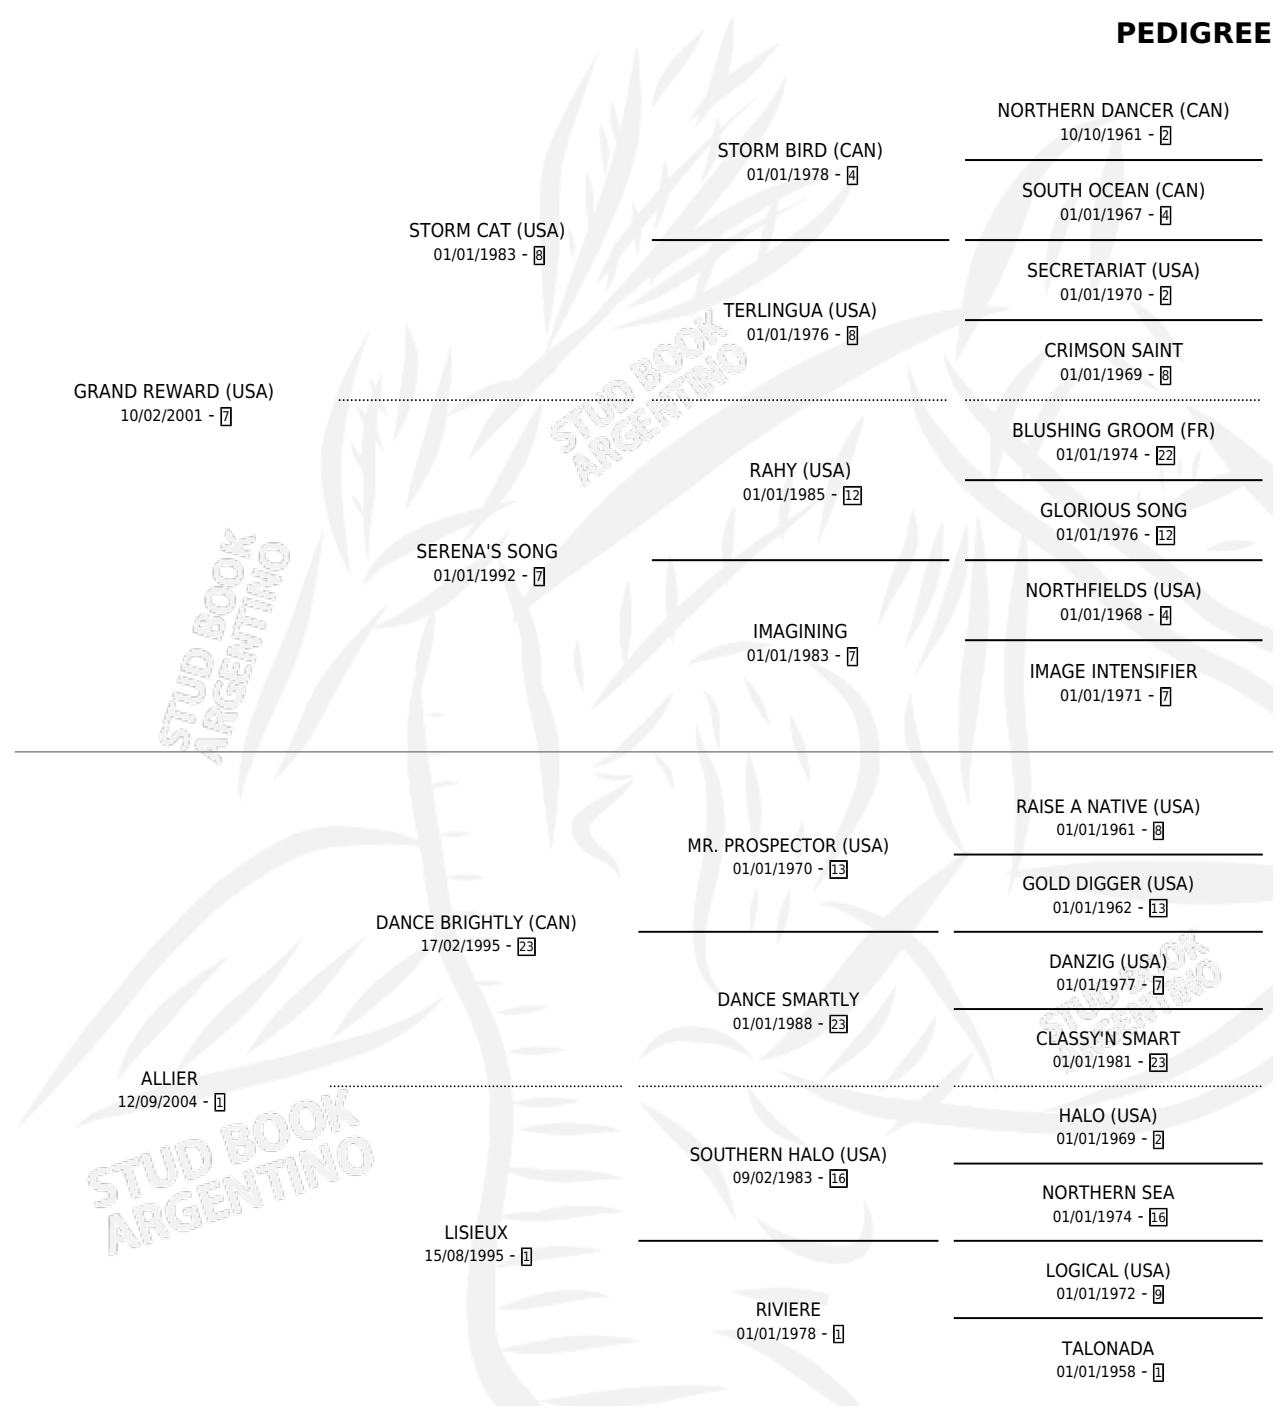 PEDIGREE
NORTHERN DANCER (CAN)
10/10/1961 - 2
STORM BIRD (CAN)
01/01/1978 - 4
SOUTH OCEAN (CAN)
01/01/1967 - 4
STORM CAT (USA)
01/01/1983 - 8
SECRETARIAT (USA)
01/01/1970 - 2
TERLINGUA (USA)
01/01/1976 - 8
CRIMSON SAINT
01/01/1969 - 8
GRAND REWARD (USA)
10/02/2001 - 7
BLUSHING GROOM (FR)
01/01/1974 - 22
RAHY (USA)
01/01/1985 - 12
GLORIOUS SONG
01/01/1976 - 12
SERENA'S SONG
01/01/1992 - 7
NORTHFIELDS (USA)
01/01/1968 - 4
IMAGINING
01/01/1983 - 7
IMAGE INTENSIFIER
01/01/1971 - 7
STUD BOOK
ARGENTINO
STUD BOOK
ARGENTINO
RAISE A NATIVE (USA)
01/01/1961 - 8
MR. PROSPECTOR (USA)
01/01/1970 - 13
GOLD DIGGER (USA)
01/01/1962 - 13
DANCE BRIGHTLY (CAN)
17/02/1995 - 23
DANZIG (USA)
01/01/1977 - 7
DANCE SMARTLY
01/01/1988 - 23
CLASSY'N SMART
01/01/1981 - 23
ALLIER
12/09/2004 - 1
HALO (USA)
01/01/1969 - 2
SOUTHERN HALO (USA)
09/02/1983 - 16
NORTHERN SEA
01/01/1974 - 16
LISIEUX
15/08/1995 - 1
LOGICAL (USA)
01/01/1972 - 9
RIVIERE
01/01/1978 - 1
TALONADA
01/01/1958 - 1
STUD BOOK
ARGENTINO
STUD BOOK
ARGENTINO